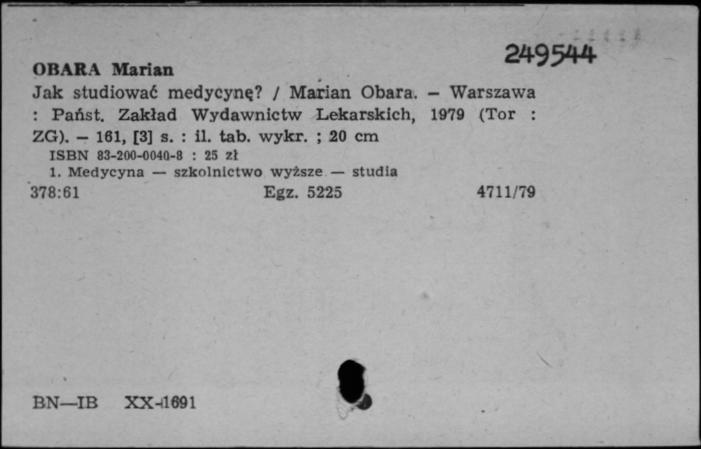 249544
OBARA Marian
Jak studiować medycynę? / Marian Obara. — Warszawa
: Państ. Zakład Wydawnictw Lekarskich, 1979 (Tor :
ZG). — 161, [3] s. : il. tab. wykr. ; 20 cm
ISBN 83-200-0040-8 : 25 zł
1. Medycyna — szkolnictwo wyższe — studia
378:61 Egz. 5225 4711/79
BN—IB XX-i1691